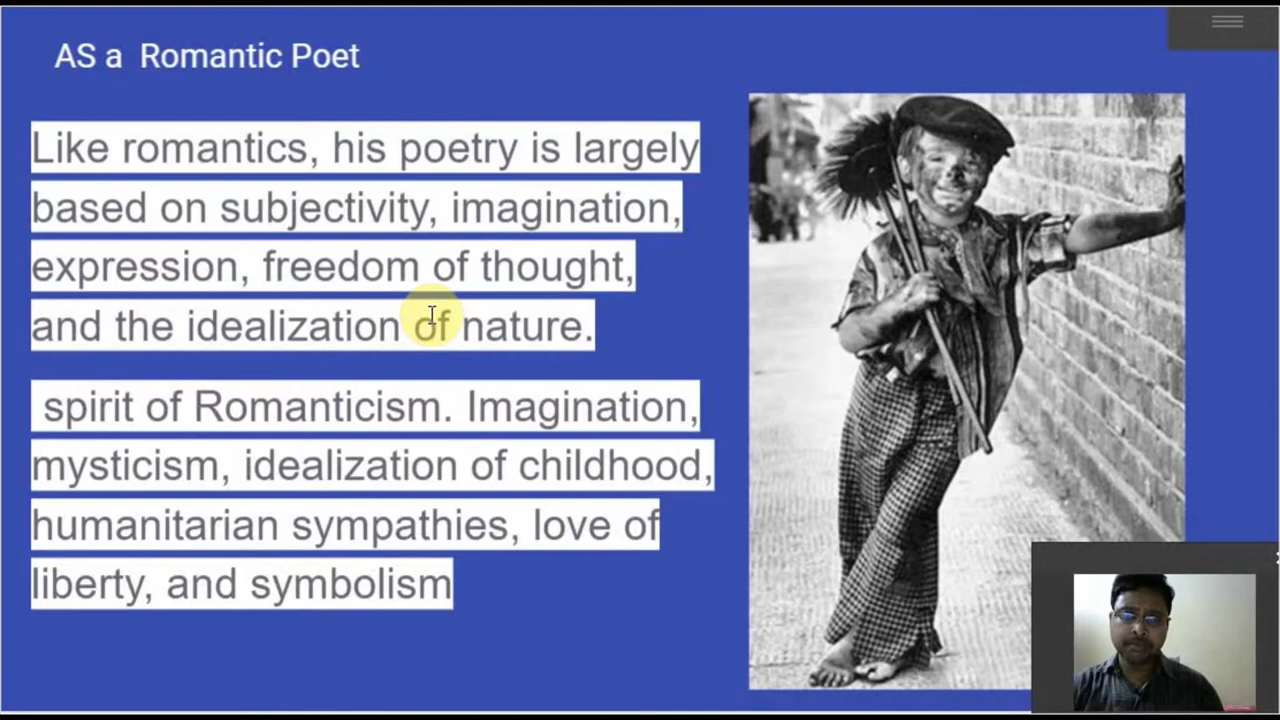 AS a Romantic Poet
Like romantics, his poetry is largely
based on subjectivity, imagination,
expression, freedom of thought,
and the idealization of nature.
spirit of Romanticism. Imagination,
mysticism, idealization of childhood,
humanitarian sympathies, love of
liberty, and symbolism